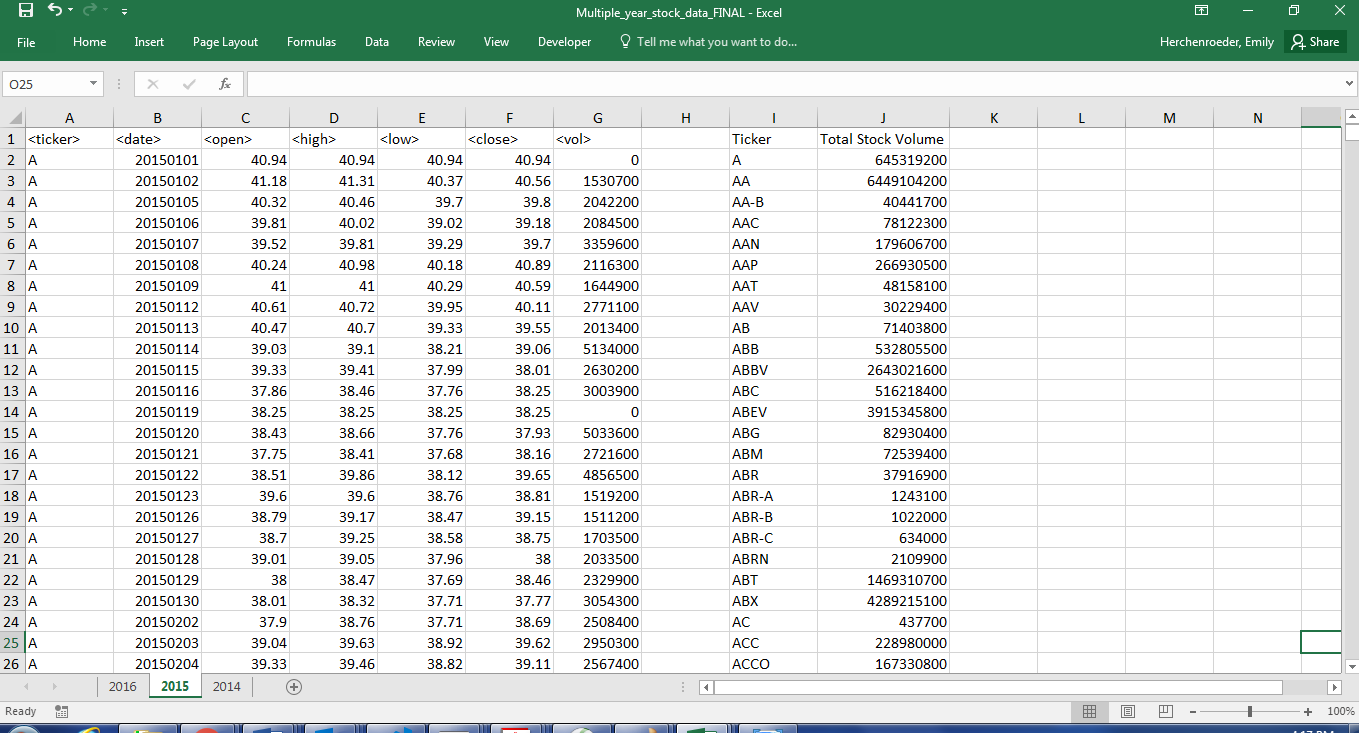 Multiple_year_stock_data_FINAL - Excel
File Home Insert Page Layout Formulas Data Review View Developer Tell me what you want to do... Herchenroeder, Emily Share
O25 fx
A B C D E F G H I J K L M N
1 <ticker> <date> <open> <high> <low> <close> <vol> Ticker Total Stock Volume
2 A 20150101 40.94 40.94 40.94 40.94 0 A 645319200
3 A 20150102 41.18 41.31 40.37 40.56 1530700 AA 6449104200
4 A 20150105 40.32 40.46 39.7 39.8 2042200 AA-B 40441700
5 A 20150106 39.81 40.02 39.02 39.18 2084500 AAC 78122300
6 A 20150107 39.52 39.81 39.29 39.7 3359600 AAN 179606700
7 A 20150108 40.24 40.98 40.18 40.89 2116300 AAP 266930500
8 A 20150109 41 41 40.29 40.59 1644900 AAT 48158100
9 A 20150112 40.61 40.72 39.95 40.11 2771100 AAV 30229400
10 A 20150113 40.47 40.7 39.33 39.55 2013400 AB 71403800
11 A 20150114 39.03 39.1 38.21 39.06 5134000 ABB 532805500
12 A 20150115 39.33 39.41 37.99 38.01 2630200 ABBV 2643021600
13 A 20150116 37.86 38.46 37.76 38.25 3003900 ABC 516218400
14 A 20150119 38.25 38.25 38.25 38.25 0 ABEV 3915345800
15 A 20150120 38.43 38.66 37.76 37.93 5033600 ABG 82930400
16 A 20150121 37.75 38.41 37.68 38.16 2721600 ABM 72539400
17 A 20150122 38.51 39.86 38.12 39.65 4856500 ABR 37916900
18 A 20150123 39.6 39.6 38.76 38.81 1519200 ABR-A 1243100
19 A 20150126 38.79 39.17 38.47 39.15 1511200 ABR-B 1022000
20 A 20150127 38.7 39.25 38.58 38.75 1703500 ABR-C 634000
21 A 20150128 39.01 39.05 37.96 38 2033500 ABRN 2109900
22 A 20150129 38 38.47 37.69 38.46 2329900 ABT 1469310700
23 A 20150130 38.01 38.32 37.71 37.77 3054300 ABX 4289215100
24 A 20150202 37.9 38.76 37.71 38.69 2508400 AC 437700
25 A 20150203 39.04 39.63 38.92 39.62 2950300 ACC 228980000
26 A 20150204 39.33 39.46 38.82 39.11 2567400 ACCO 167330800
2016 2015 2014
Ready 100%